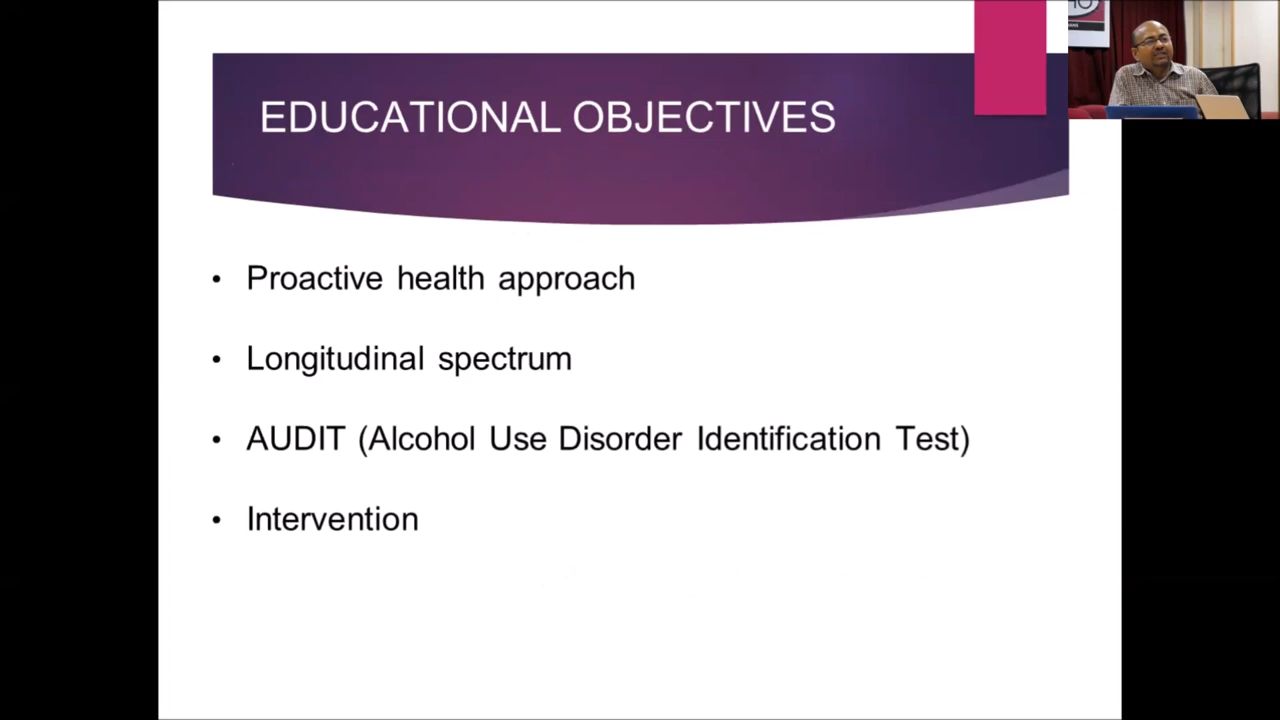 EDUCATIONAL OBJECTIVES
• Proactive health approach
• Longitudinal spectrum
• AUDIT (Alcohol Use Disorder Identification Test)
• Intervention